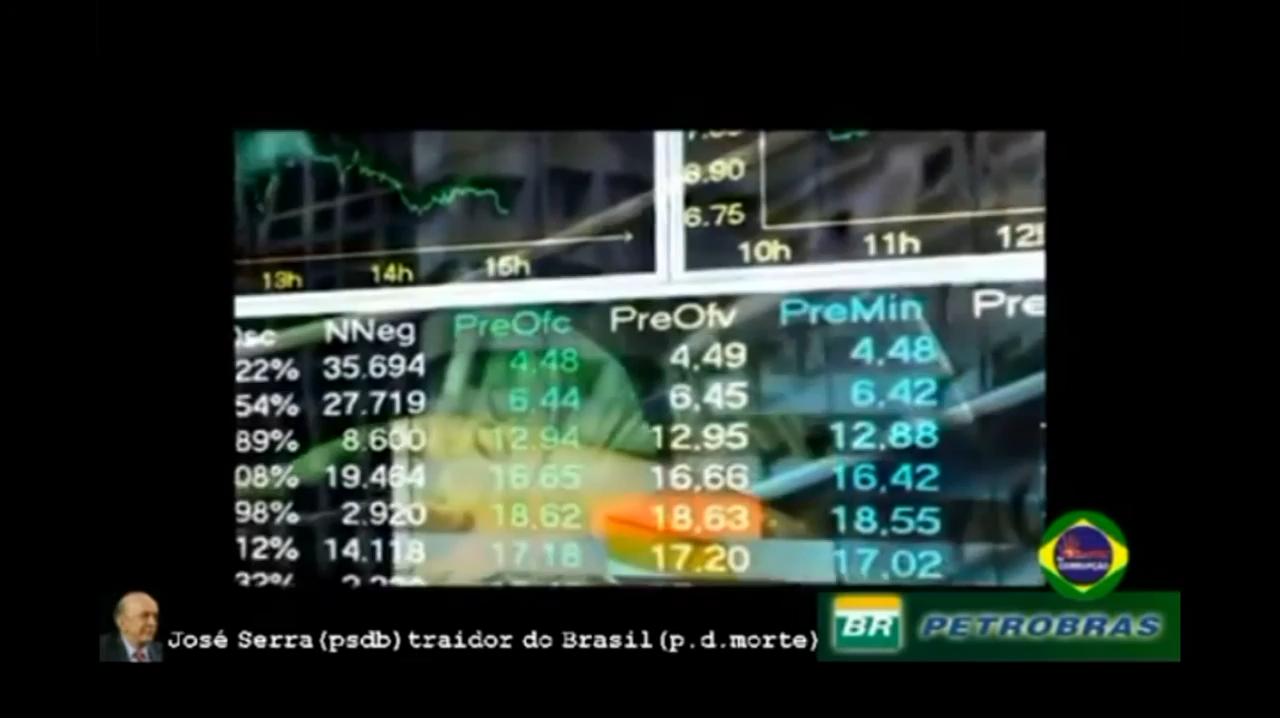 6.90
6.75
10h 11h
13h 14h 15h
NNeg PreOfc PreOfv PreMin Pre
22% 35.694 4,48 4,49 4,48
54% 27.719 6,44 6,45 6,42
89% 8.600 12,94 12,95 12,88
08% 19.464 16,65 16,66 16,42
98% 2.920 18,62 18,63 18,55
12% 14.118 17,18 17,20 17,02
CORRUPÇÃO
José Serra(psdb)traidor do Brasil(p.d.morte)
BR PETROBRAS